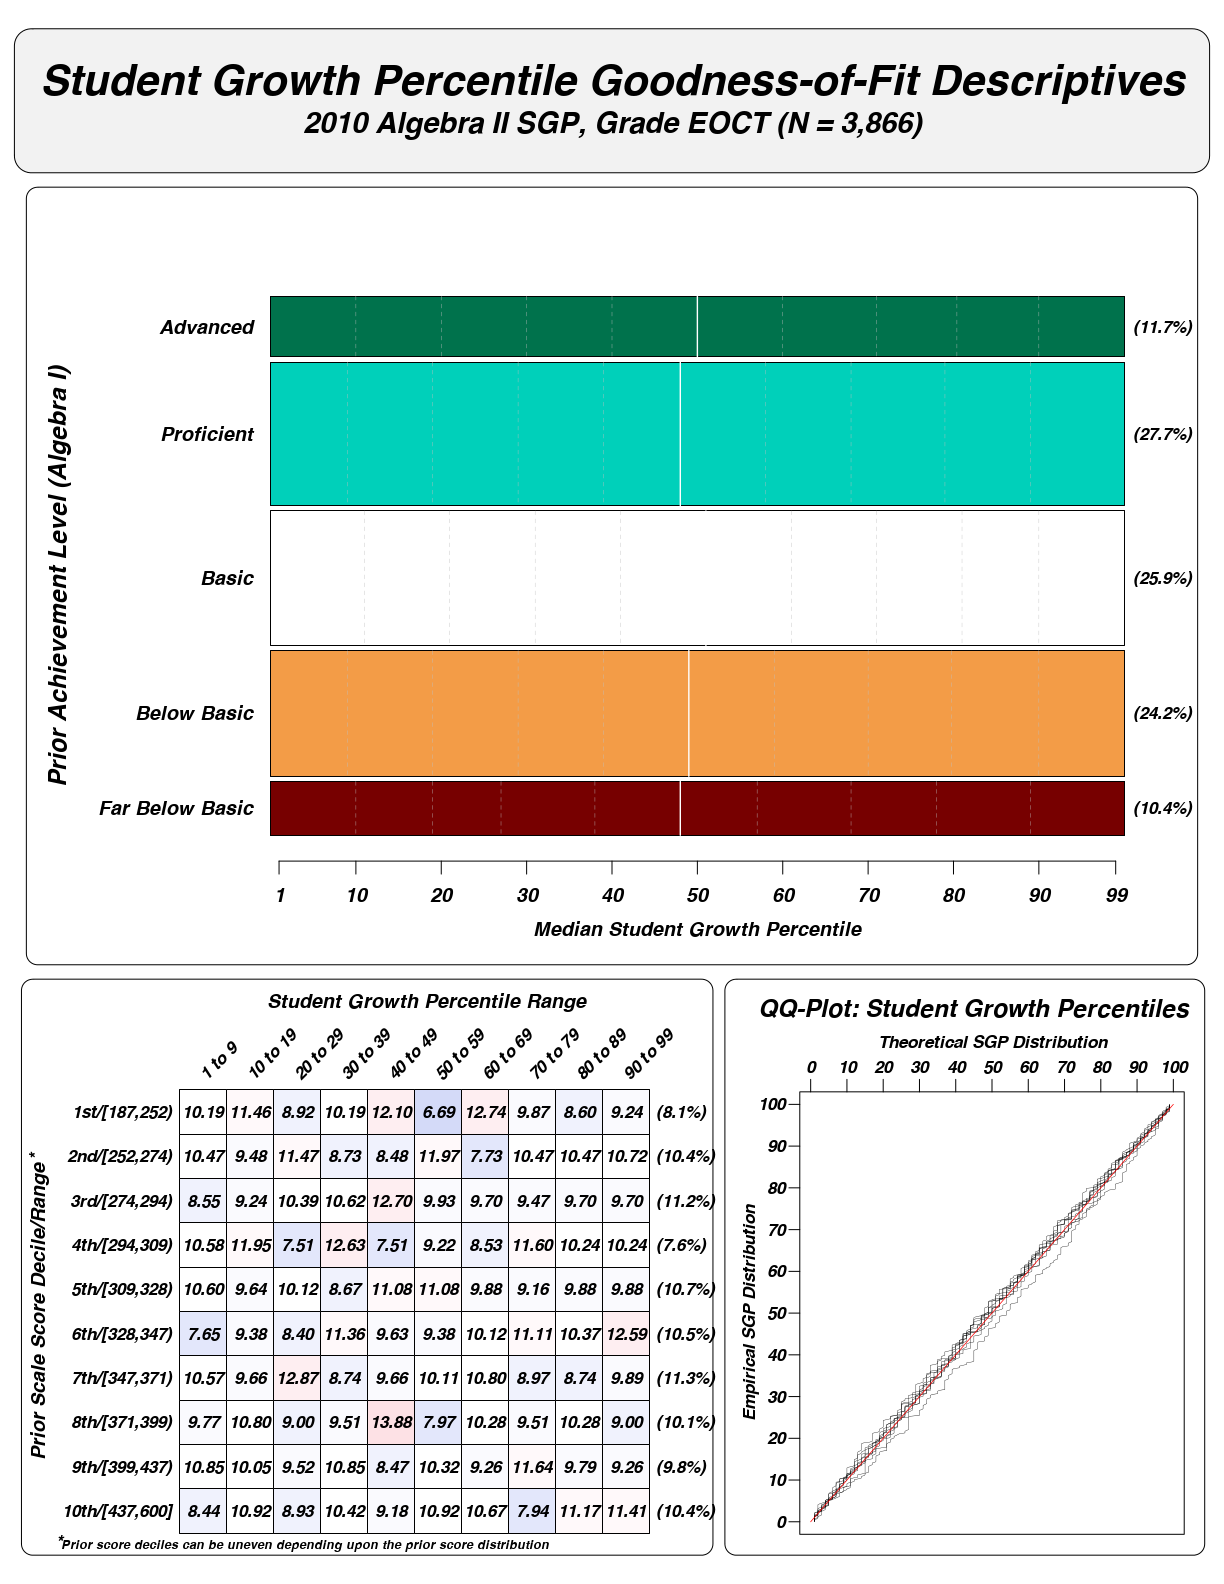 Student Growth Percentile Goodness-of-Fit Descriptives
2010 Algebra II SGP, Grade EOCT (N = 3,866)
Prior Achievement Level (Algebra I)
Advanced (11.7%)
Proficient (27.7%)
Basic (25.9%)
Below Basic (24.2%)
Far Below Basic (10.4%)
1 10 20 30 40 50 60 70 80 90 99
Median Student Growth Percentile
Student Growth Percentile Range
1 to 9 10 to 19 20 to 29 30 to 39 40 to 49 50 to 59 60 to 69 70 to 79 80 to 89 90 to 99
Prior Scale Score Decile/Range*
1st/[187,252) 10.19 11.46 8.92 10.19 12.10 6.69 12.74 9.87 8.60 9.24 (8.1%)
2nd/[252,274) 10.47 9.48 11.47 8.73 8.48 11.97 7.73 10.47 10.47 10.72 (10.4%)
3rd/[274,294) 8.55 9.24 10.39 10.62 12.70 9.93 9.70 9.47 9.70 9.70 (11.2%)
4th/[294,309) 10.58 11.95 7.51 12.63 7.51 9.22 8.53 11.60 10.24 10.24 (7.6%)
5th/[309,328) 10.60 9.64 10.12 8.67 11.08 11.08 9.88 9.16 9.88 9.88 (10.7%)
6th/[328,347) 7.65 9.38 8.40 11.36 9.63 9.38 10.12 11.11 10.37 12.59 (10.5%)
7th/[347,371) 10.57 9.66 12.87 8.74 9.66 10.11 10.80 8.97 8.74 9.89 (11.3%)
8th/[371,399) 9.77 10.80 9.00 9.51 13.88 7.97 10.28 9.51 10.28 9.00 (10.1%)
9th/[399,437) 10.85 10.05 9.52 10.85 8.47 10.32 9.26 11.64 9.79 9.26 (9.8%)
10th/[437,600] 8.44 10.92 8.93 10.42 9.18 10.92 10.67 7.94 11.17 11.41 (10.4%)
*Prior score deciles can be uneven depending upon the prior score distribution
QQ-Plot: Student Growth Percentiles
Theoretical SGP Distribution
0 10 20 30 40 50 60 70 80 90 100
Empirical SGP Distribution
100
90
80
70
60
50
40
30
20
10
0